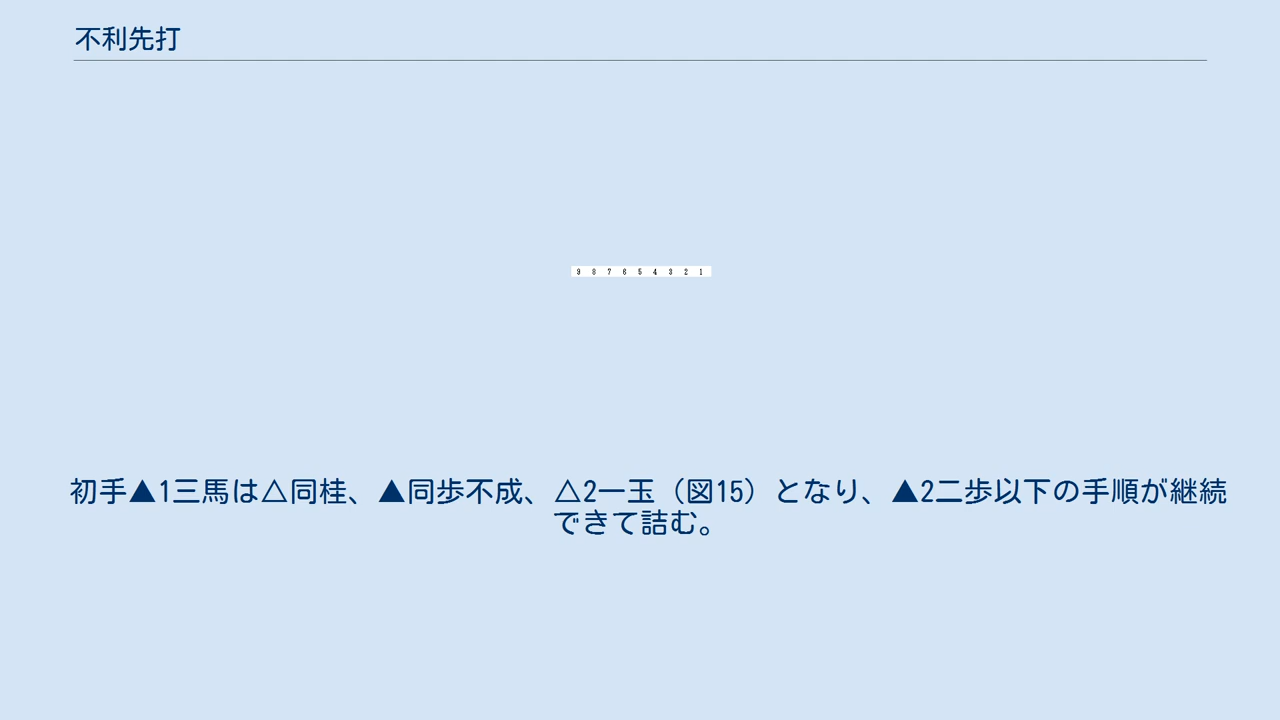 不利先打
9 8 7 6 5 4 3 2 1
初手▲1三馬は△同桂、▲同歩不成、△2一玉（図15）となり、▲2二歩以下の手順が継続
できて詰む。